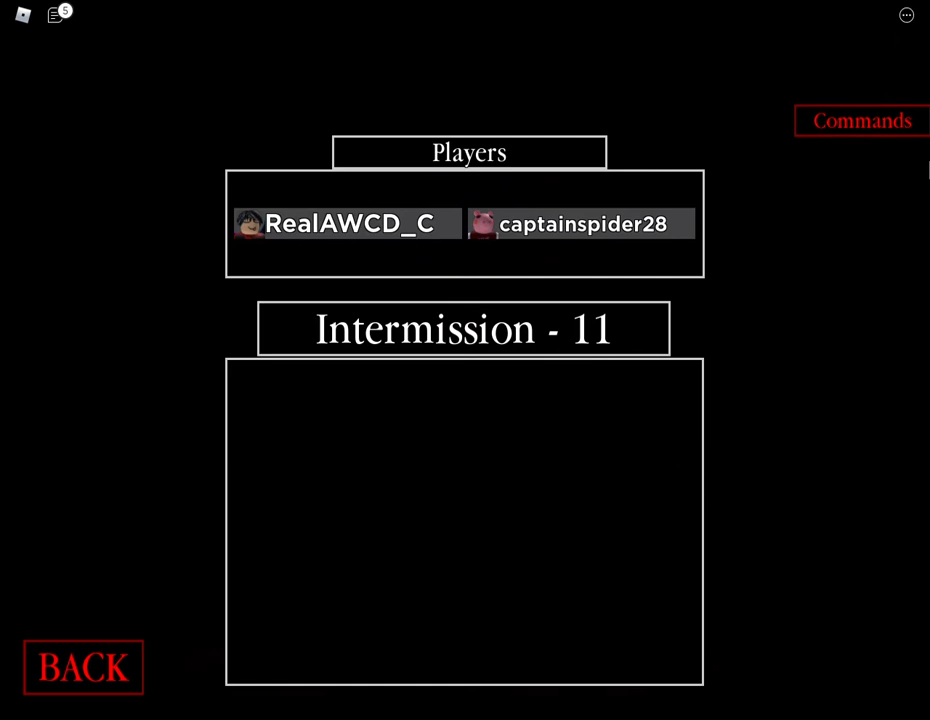 5
Commands
Players
RealAWCD_C captainspider28
Intermission - 11
BACK